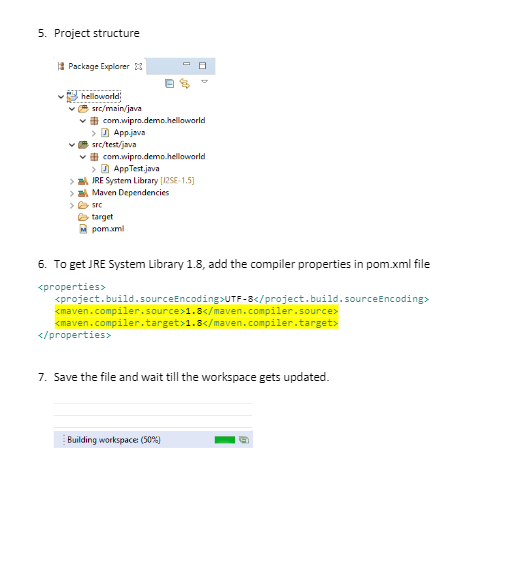 5. Project structure
Package Explorer
helloworld
src/main/java
com.wipro.demo.helloworld
App.java
src/test/java
com.wipro.demo.helloworld
AppTest.java
JRE System Library [J2SE-1.5]
Maven Dependencies
src
target
pom.xml
6. To get JRE System Library 1.8, add the compiler properties in pom.xml file
<properties>
<project.build.sourceEncoding>UTF-8</project.build.sourceEncoding>
<maven.compiler.source>1.8</maven.compiler.source>
<maven.compiler.target>1.8</maven.compiler.target>
</properties>
7. Save the file and wait till the workspace gets updated.
Building workspace: (50%)